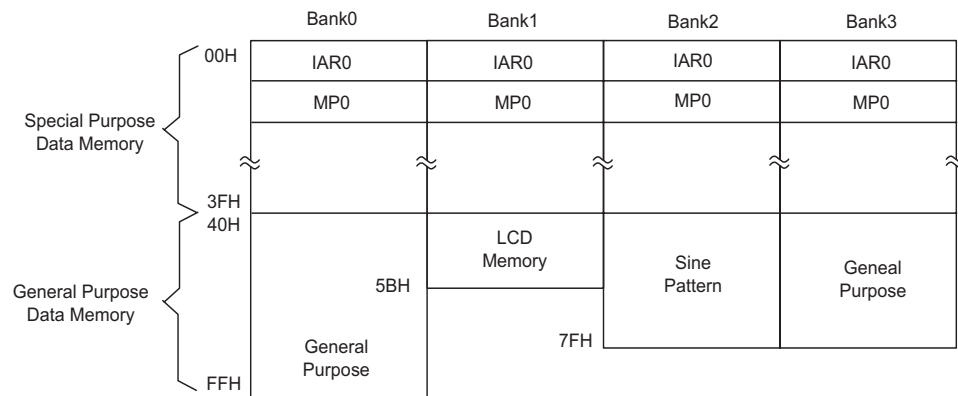 Bank0 Bank1 Bank2 Bank3
00H IAR0 IAR0 IAR0 IAR0
MP0 MP0 MP0 MP0
Special Purpose
Data Memory
3FH
40H
LCD
Memory
Sine
Pattern
Geneal
Purpose
5BH
General Purpose
Data Memory
7FH
General
Purpose
FFH